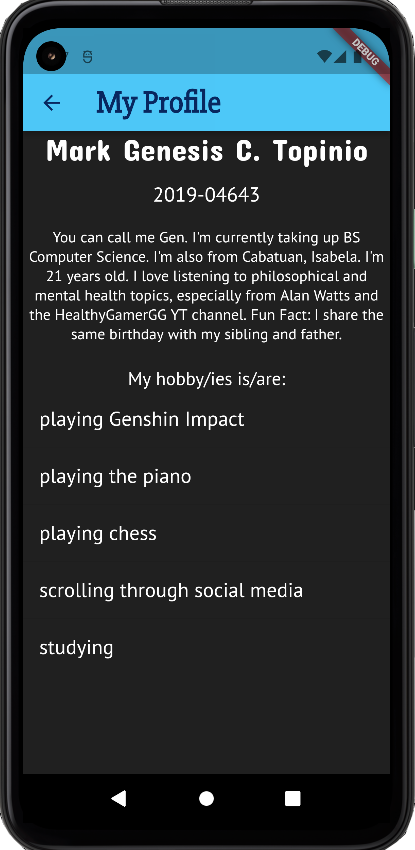 DEBUG
My Profile
Mark Genesis C. Topinio
2019-04643
You can call me Gen. I'm currently taking up BS
Computer Science. I'm also from Cabatuan, Isabela. I'm
21 years old. I love listening to philosophical and
mental health topics, especially from Alan Watts and
the HealthyGamerGG YT channel. Fun Fact: I share the
same birthday with my sibling and father.
My hobby/ies is/are:
playing Genshin Impact
playing the piano
playing chess
scrolling through social media
studying